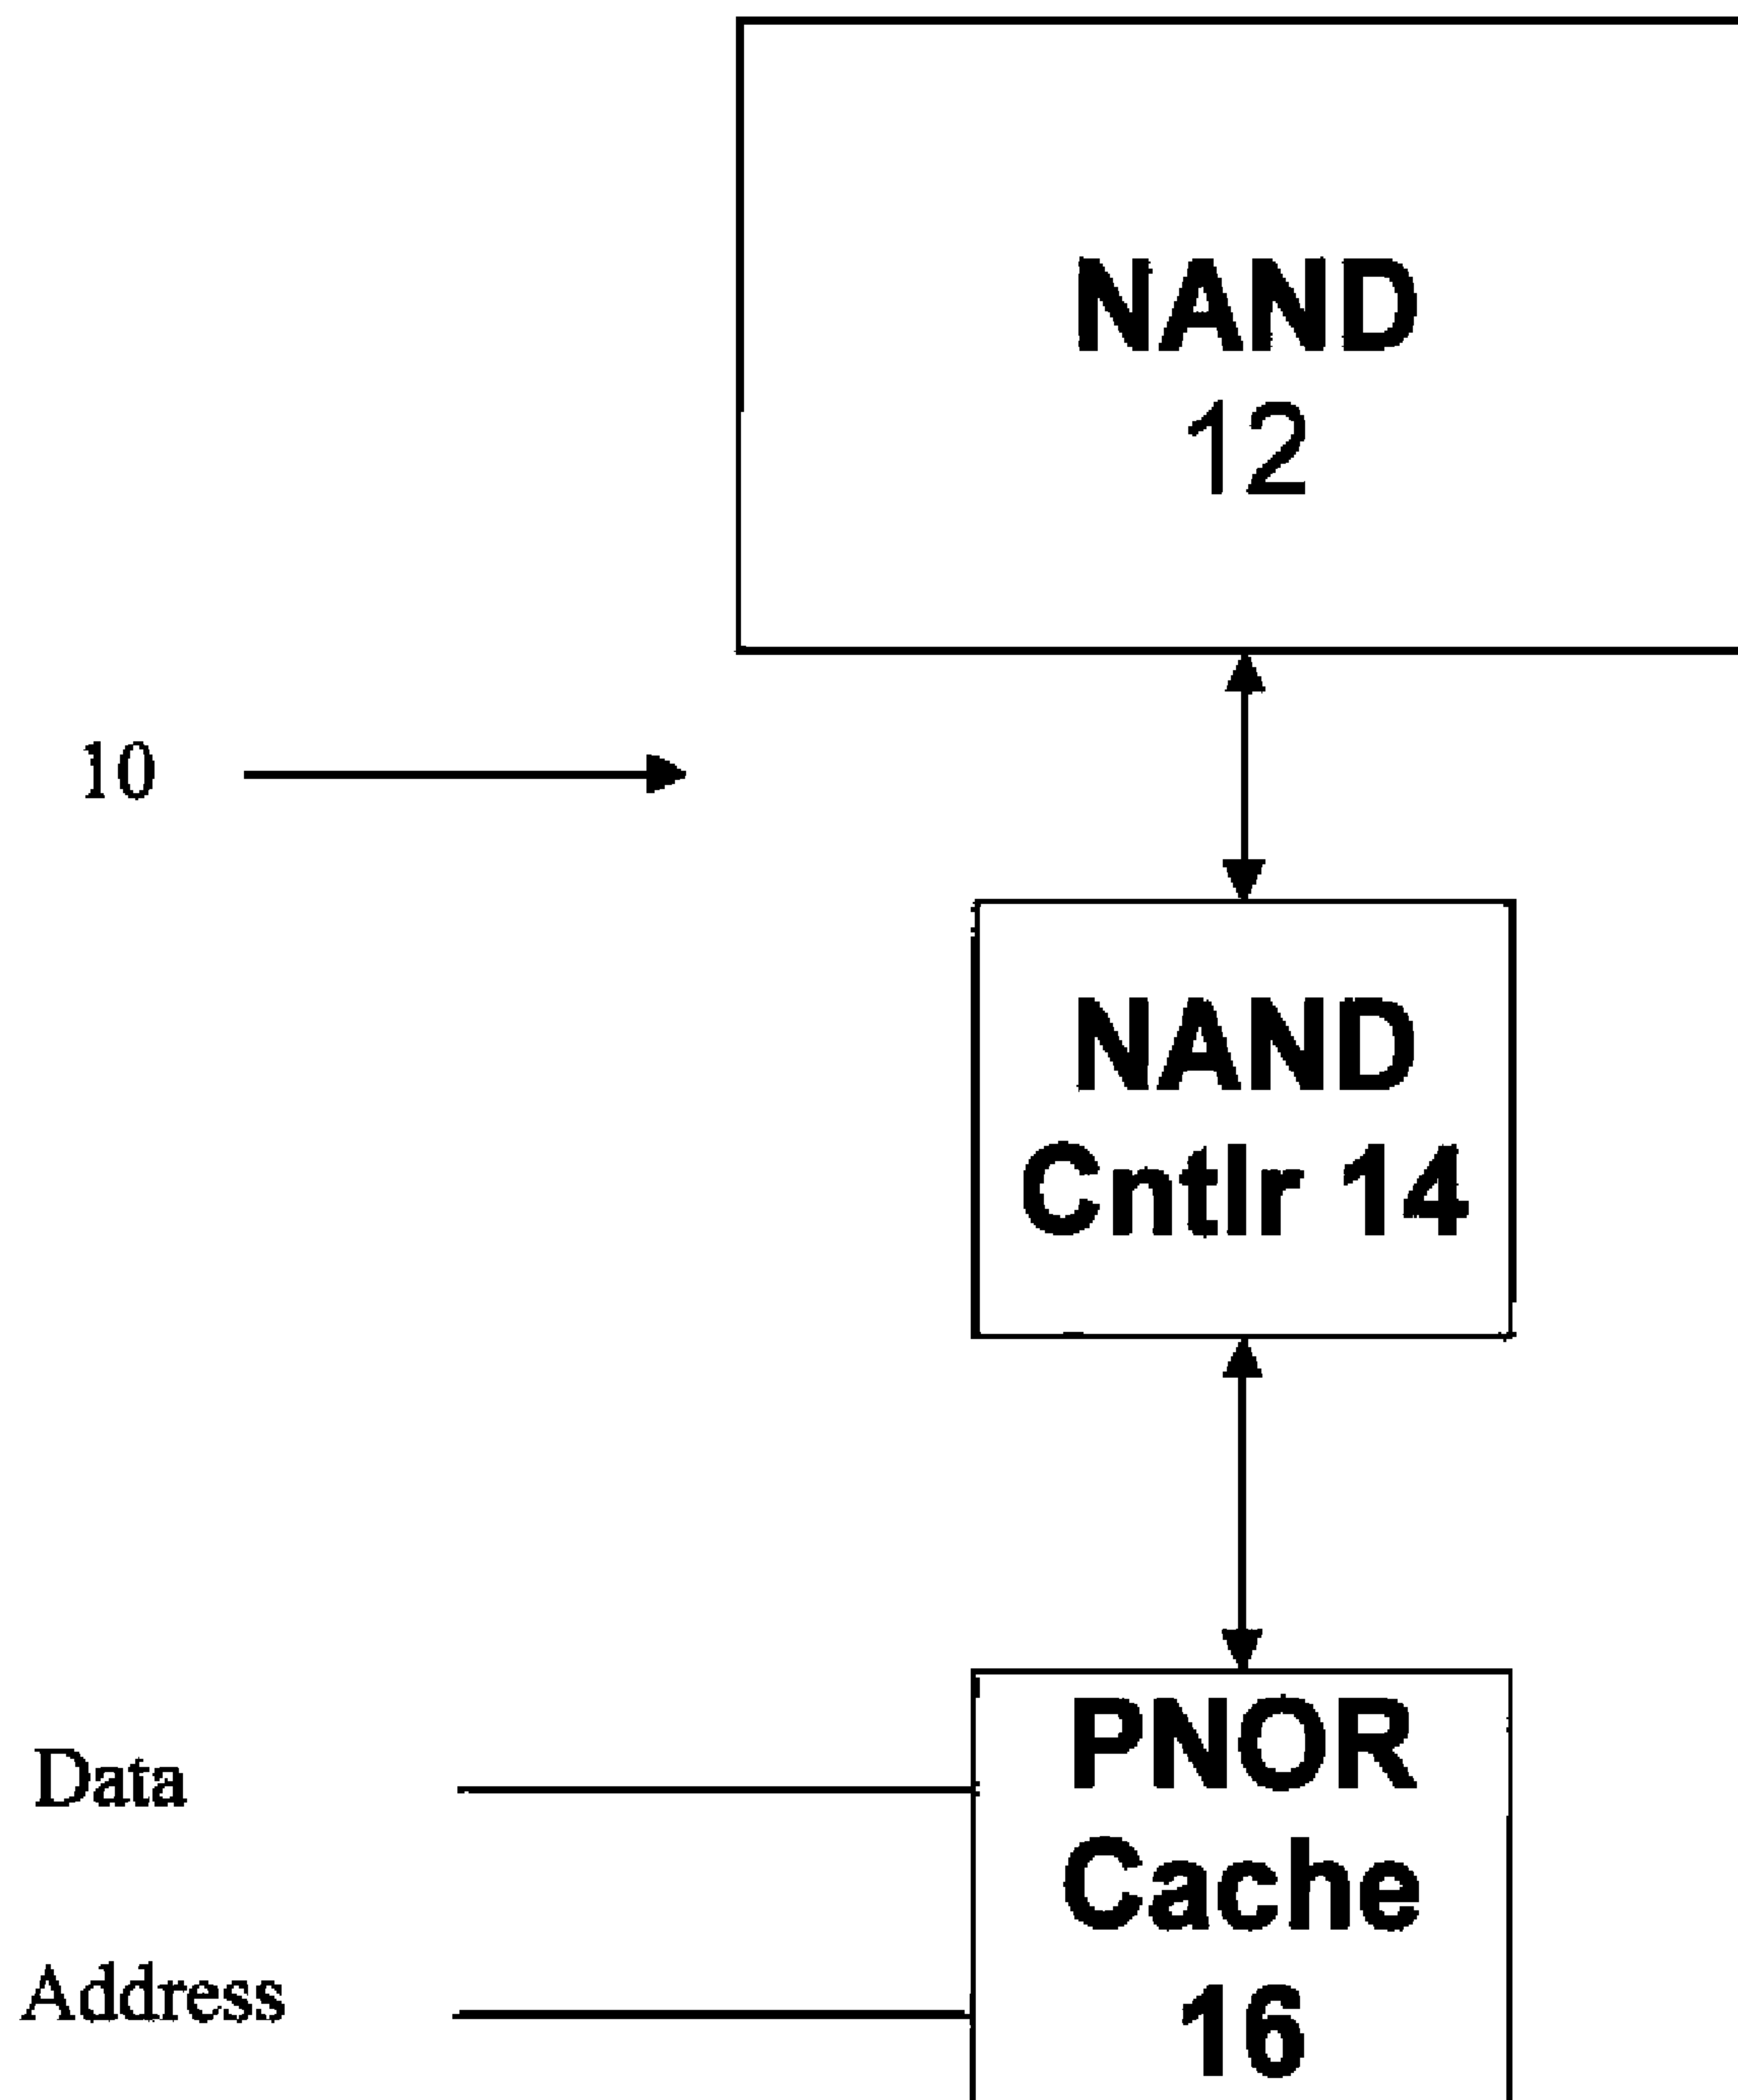 NAND
12
10
NAND
Cntlr 14
PNOR
Cache
16
Data
Address